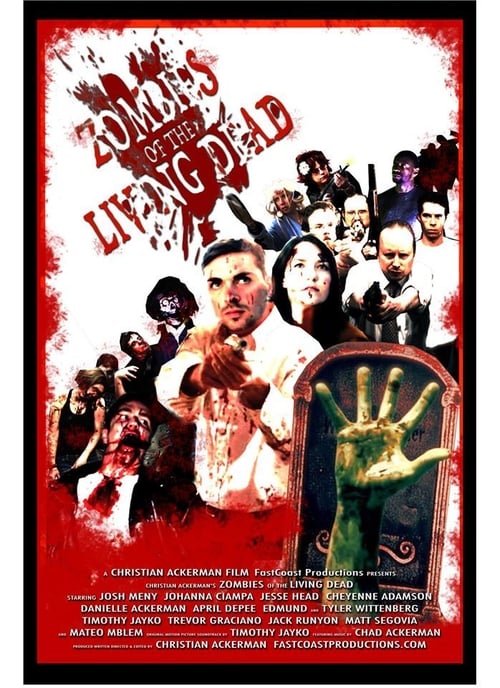 ZOMBIES
OF THE
LIVING DEAD
A CHRISTIAN ACKERMAN FILM FastCoast Productions PRESENTS
CHRISTIAN ACKERMAN'S ZOMBIES OF THE LIVING DEAD
STARRING JOSH MENY JOHANNA CIAMPA JESSE HEAD CHEYENNE ADAMSON
DANIELLE ACKERMAN APRIL DEPEE EDMUND AND TYLER WITTENBERG
TIMOTHY JAYKO TREVOR GRACIANO JACK RUNYON MATT SEGOVIA
AND MATEO MBLEM ORIGINAL MOTION PICTURE SOUNDTRACK BY TIMOTHY JAYKO FEATURING MUSIC BY CHAD ACKERMAN
PRODUCED WRITTEN DIRECTED & EDITED BY CHRISTIAN ACKERMAN FASTCOASTPRODUCTIONS.COM